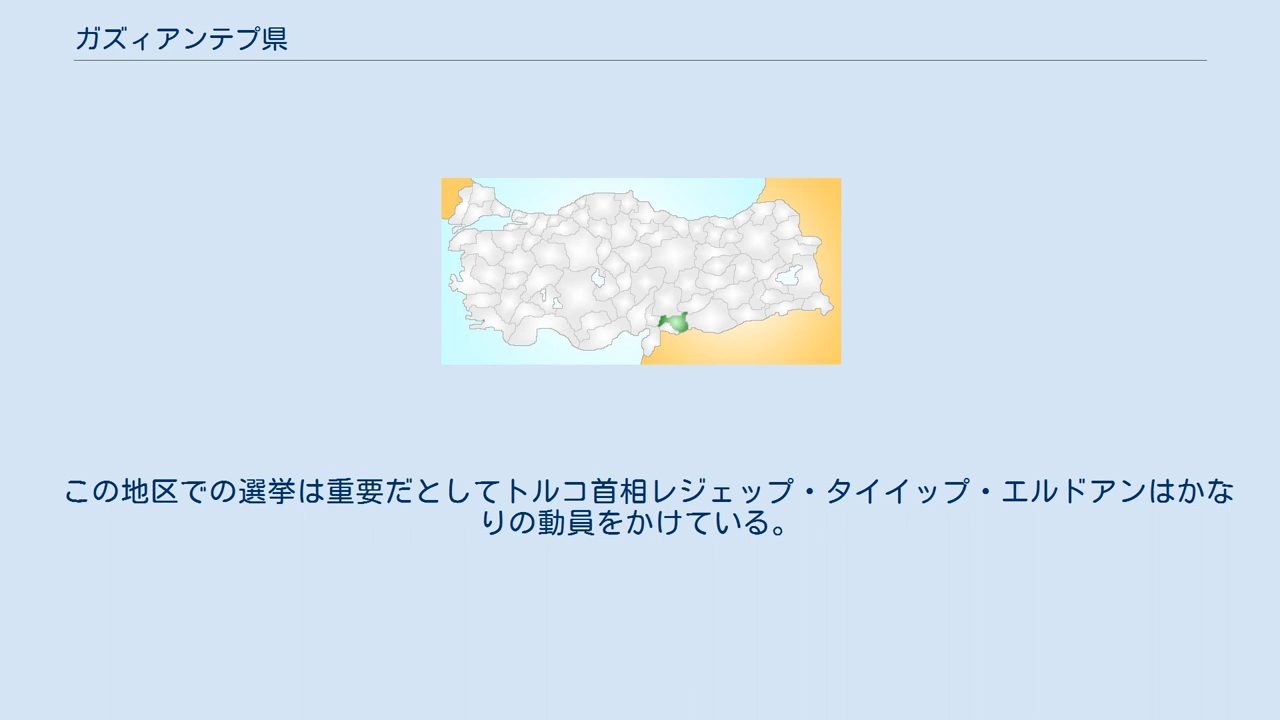 ガズィアンテプ県
この地区での選挙は重要だとしてトルコ首相レジェップ・タイイップ・エルドアンはかな
りの動員をかけている。